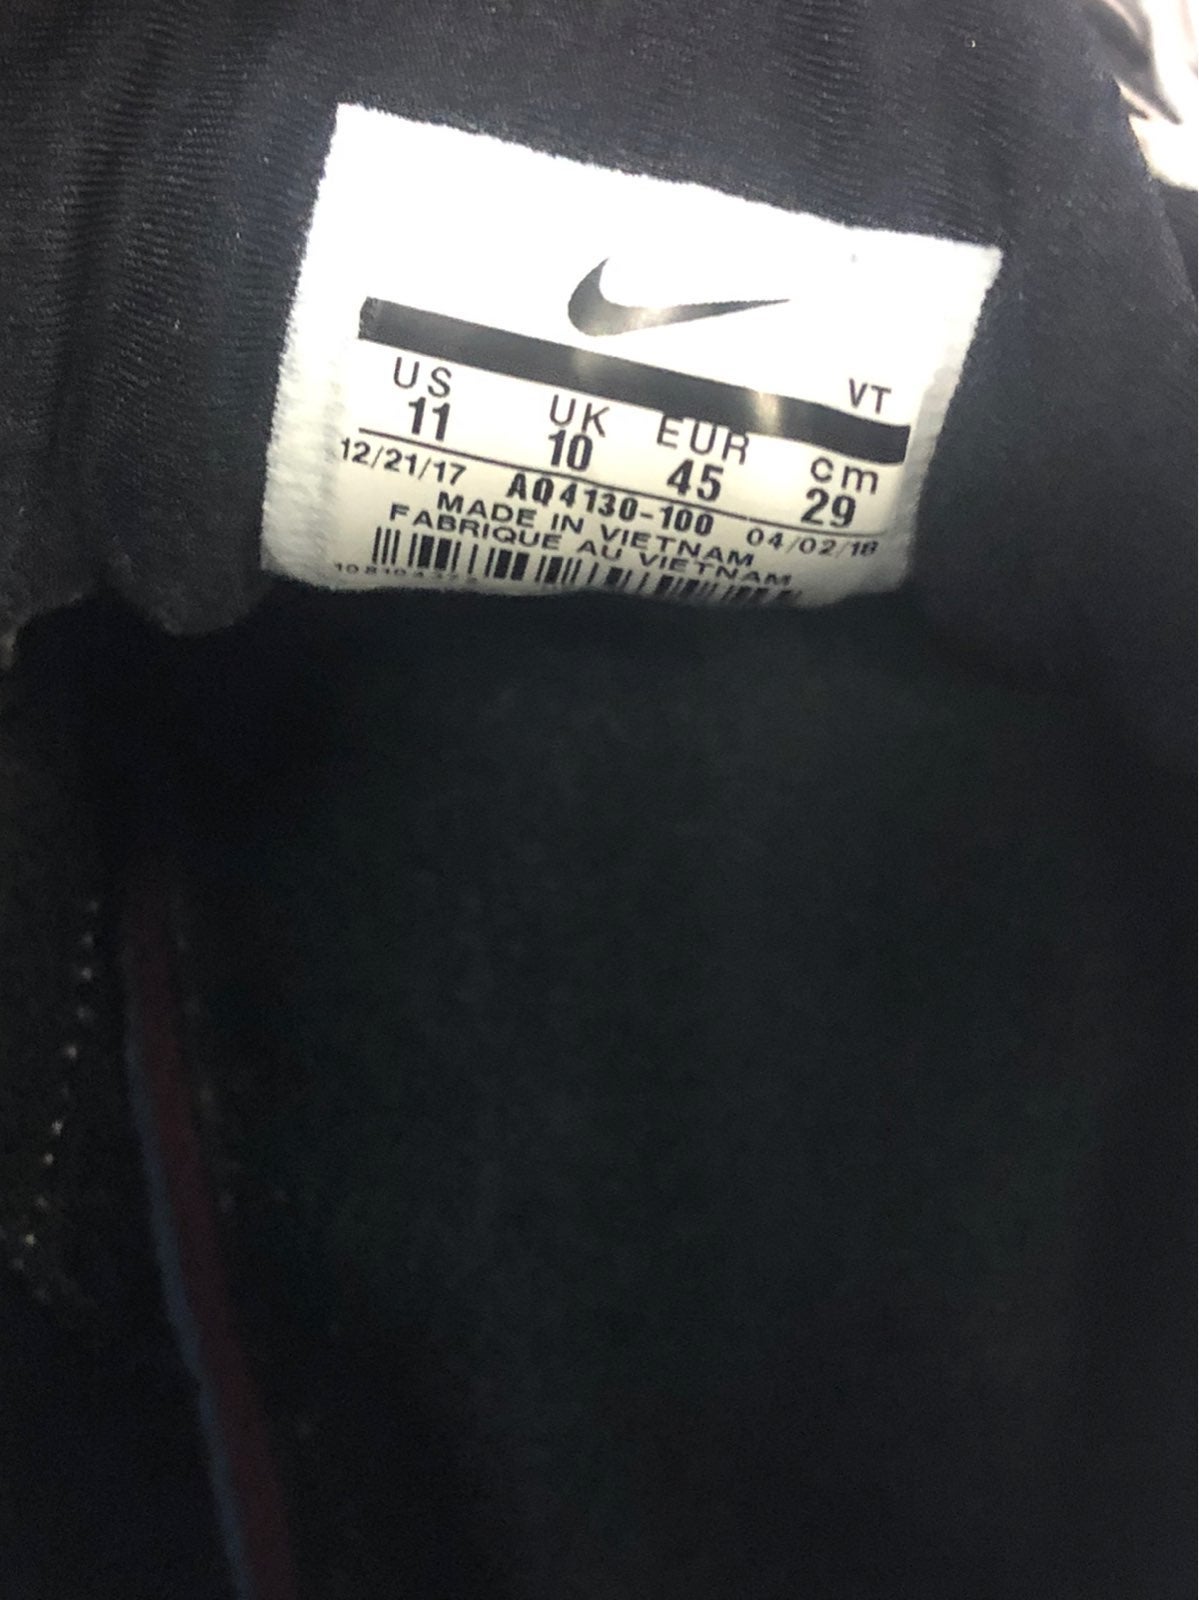 VT
US UK EUR cm
11 10 45 29
12/21/17 AQ4130-100 04/02/18
MADE IN VIETNAM
FABRIQUE AU VIETNAM